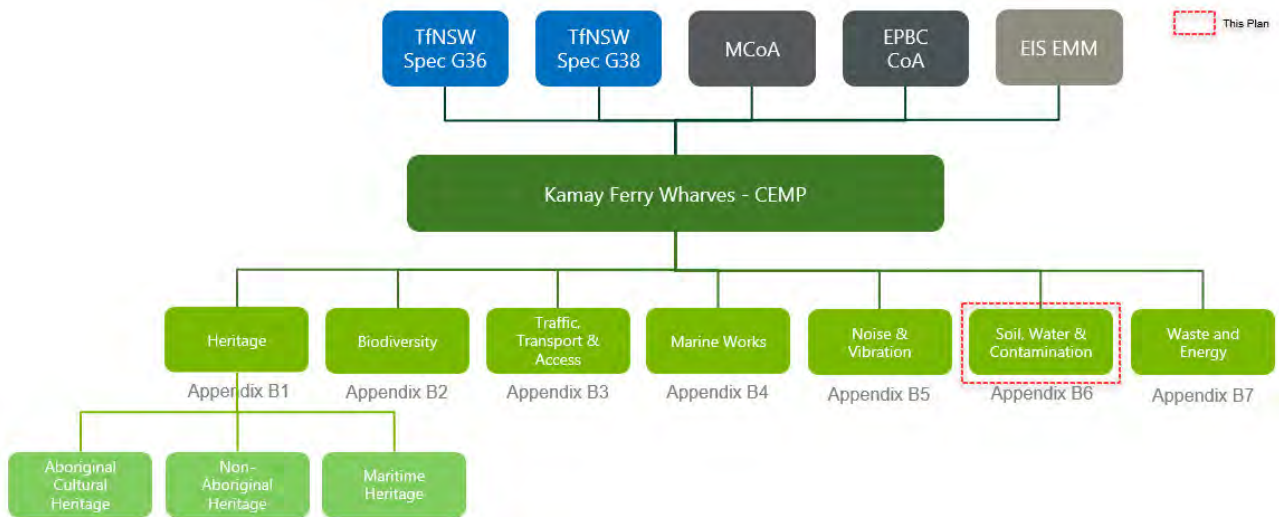 TfNSW
Spec G36
TfNSW
Spec G38
MCoA
EPBC
CoA
EIS EMM
This Plan
Kamay Ferry Wharves - CEMP
Heritage
Biodiversity
Traffic,
Transport &
Access
Marine Works
Noise &
Vibration
Soil, Water &
Contamination
Waste and
Energy
Appendix B1
Appendix B2
Appendix B3
Appendix B4
Appendix B5
Appendix B6
Appendix B7
Aboriginal
Cultural
Heritage
Non-
Aboriginal
Heritage
Maritime
Heritage